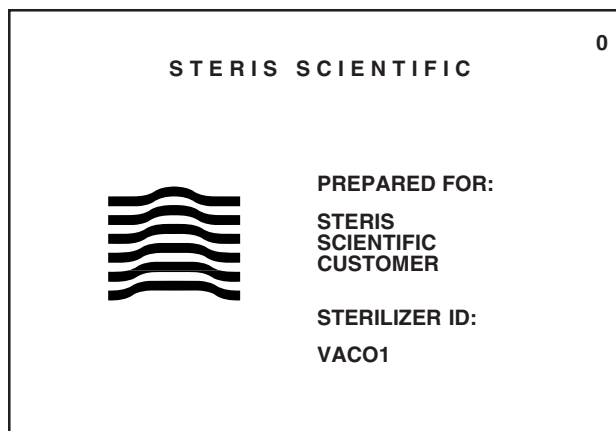 0
STERIS SCIENTIFIC
PREPARED FOR:
STERIS
SCIENTIFIC
CUSTOMER
STERILIZER ID:
VACO1